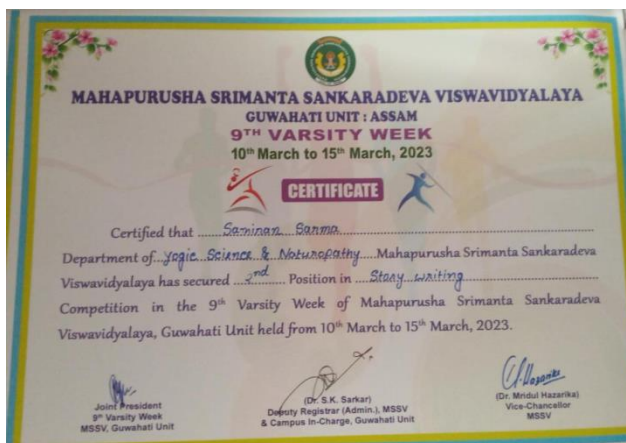 MAHAPURUSHA SRIMANTA SANKARADEVA VISWAVIDYALAYA
GUWAHATI UNIT : ASSAM
9TH VARSITY WEEK
10th March to 15th March, 2023
CERTIFICATE
Certified that Saminan Sarma
Department of Yogic Science & Naturopathy Mahapurusha Srimanta Sankaradeva
Viswavidyalaya has secured 2nd Position in Story writing
Competition in the 9th Varsity Week of Mahapurusha Srimanta Sankaradeva
Viswavidyalaya, Guwahati Unit held from 10th March to 15th March, 2023.
Joint President
9th Varsity Week
MSSV, Guwahati Unit
(Dr. S.K. Sarkar)
Deputy Registrar (Admin.), MSSV
& Campus In-Charge, Guwahati Unit
Hazarika
(Dr. Mridul Hazarika)
Vice-Chancellor
MSSV